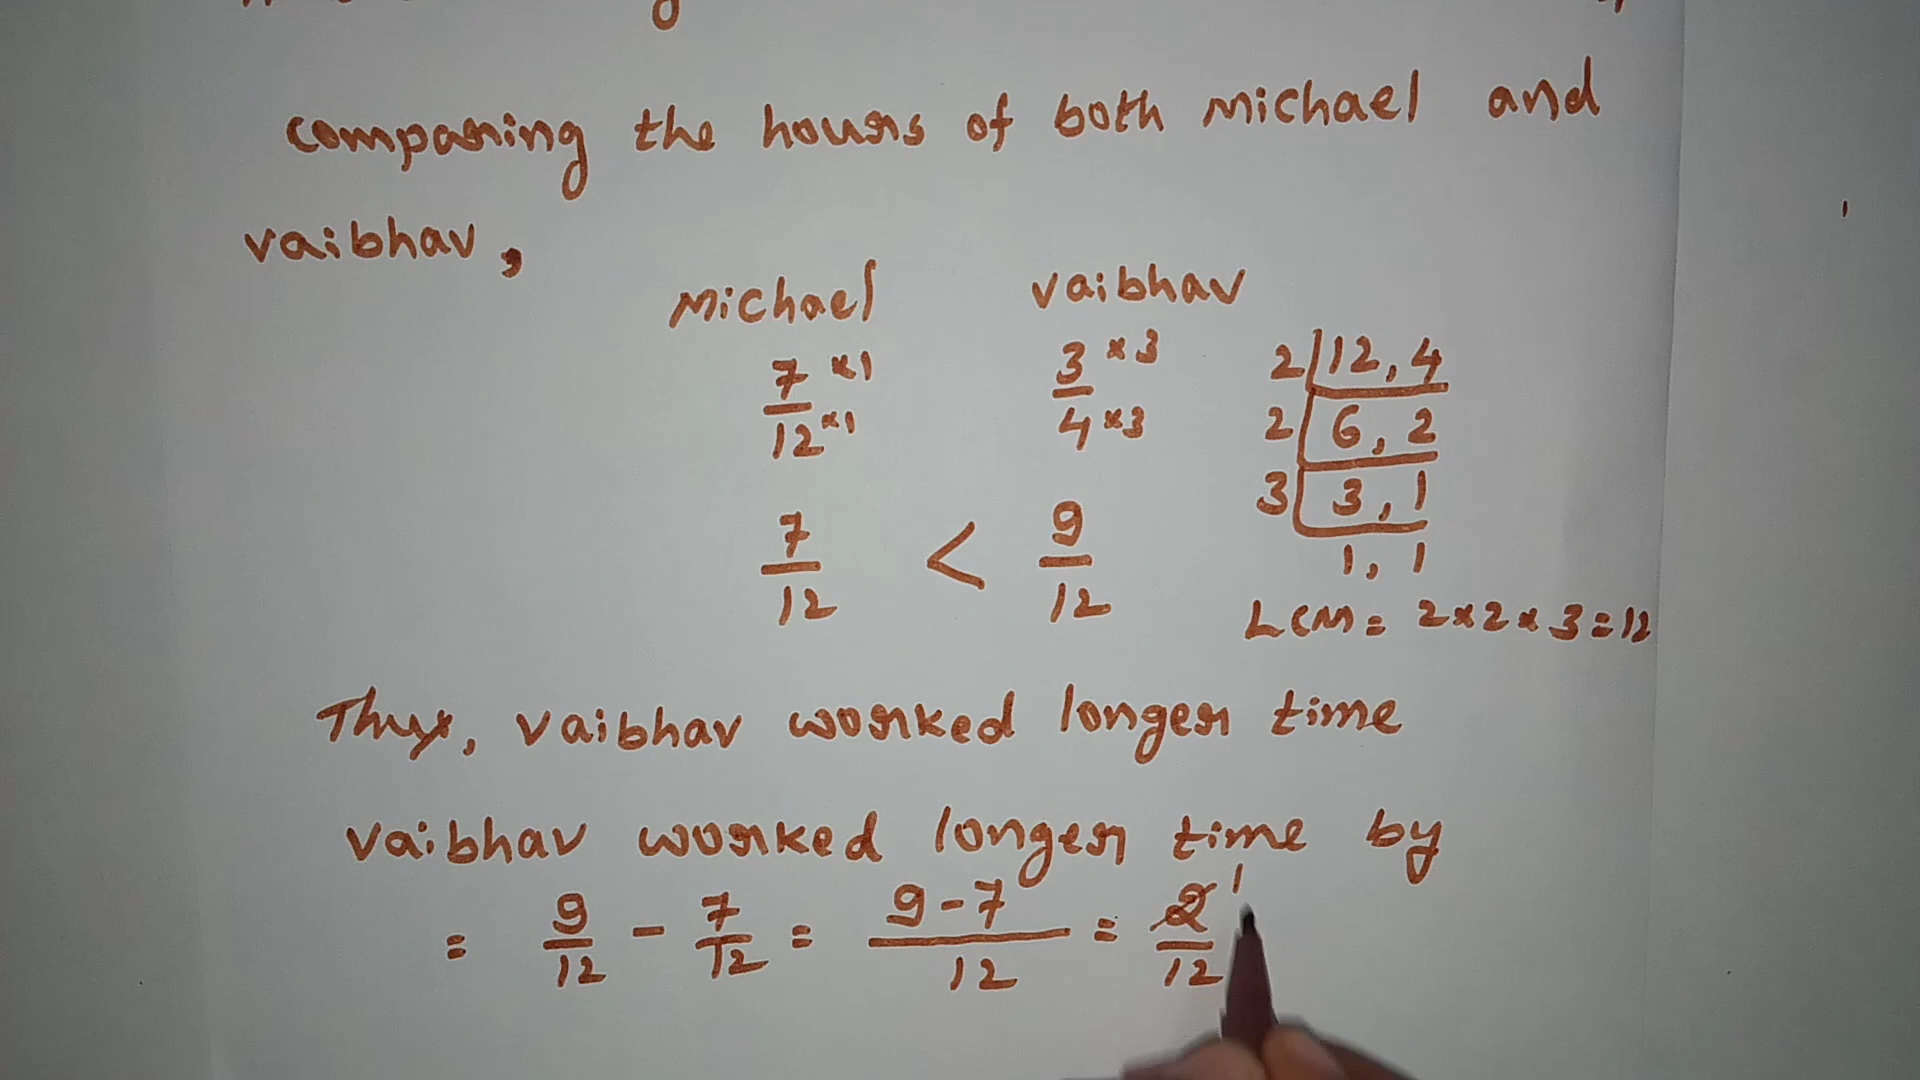 comparing the hours of both Michael and
vaibhav,
Michael vaibhav
7 ×1 / 12 ×1 3 ×3 / 4 ×3
7/12 < 9/12
2 | 12, 4
2 | 6, 2
3 | 3, 1
1, 1
LCM = 2×2×3=12
Thus, vaibhav worked longer time
vaibhav worked longer time by
= 9/12 - 7/12 = 9-7/12 = 2 1/12